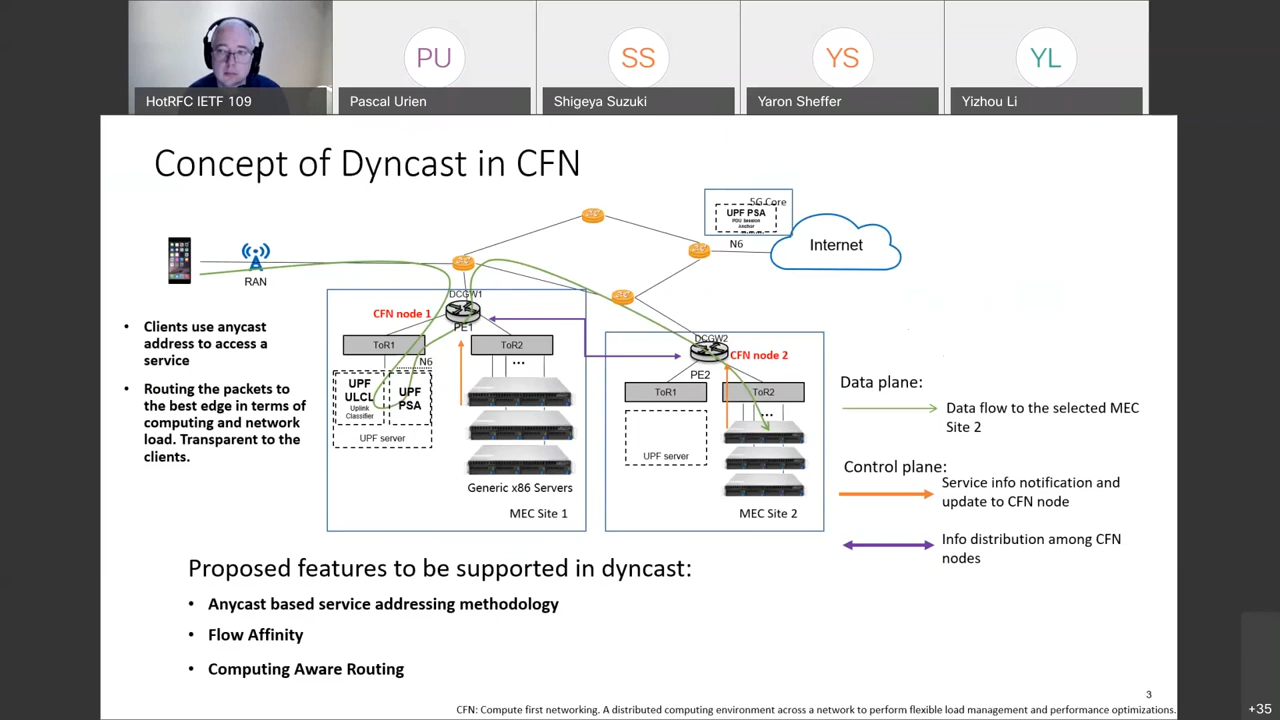 PU
SS
YS
YL
HotRFC IETF 109
Pascal Urien
Shigeya Suzuki
Yaron Sheffer
Yizhou Li
Concept of Dyncast in CFN
5G Core
UPF PSA
PDU Session
Anchor
N6
Internet
RAN
DCGW1
CFN node 1
PE1
ToR1
ToR2
N6
...
UPF
ULCL
Uplink
Classifier
UPF
PSA
UPF server
Generic x86 Servers
MEC Site 1
DCGW2
CFN node 2
PE2
ToR1
ToR2
...
UPF server
MEC Site 2
• Clients use anycast
address to access a
service
• Routing the packets to
the best edge in terms of
computing and network
load. Transparent to the
clients.
Data plane:
Data flow to the selected MEC
Site 2
Control plane:
Service info notification and
update to CFN node
Info distribution among CFN
nodes
Proposed features to be supported in dyncast:
• Anycast based service addressing methodology
• Flow Affinity
• Computing Aware Routing
3
CFN: Compute first networking. A distributed computing environment across a network to perform flexible load management and performance optimizations.
+35